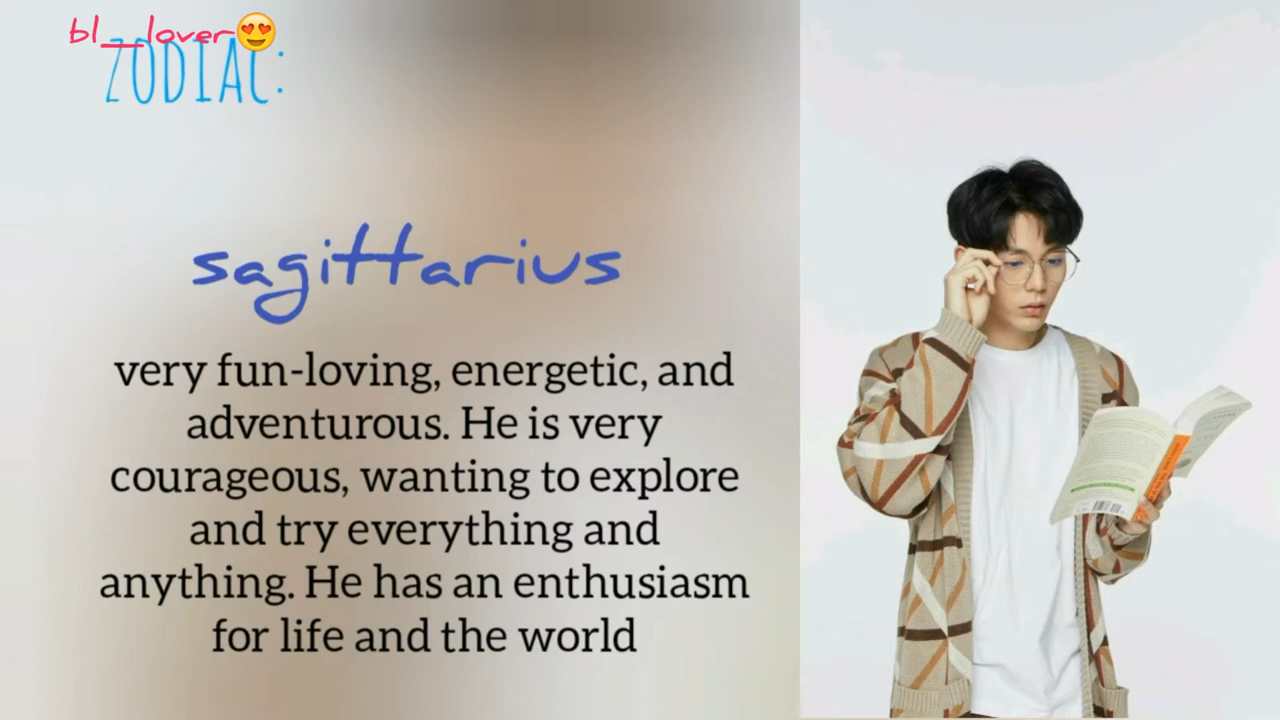 bl__lover😍
ZODIAC:
sagittarius
very fun-loving, energetic, and
adventurous. He is very
courageous, wanting to explore
and try everything and
anything. He has an enthusiasm
for life and the world